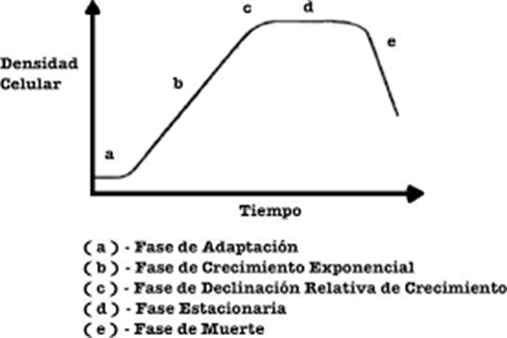 c
d
Densidad
Celular
e
b
a
Tiempo
( a ) - Fase de Adaptación
( b ) - Fase de Crecimiento Exponencial
( c ) - Fase de Declinación Relativa de Crecimiento
( d ) - Fase Estacionaria
( e ) - Fase de Muerte